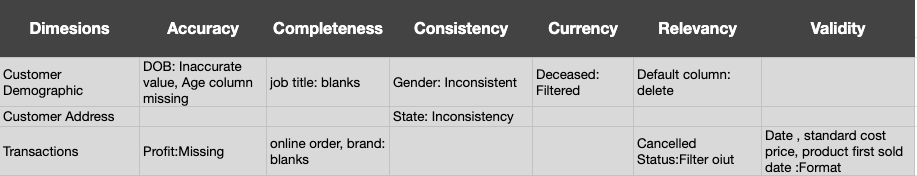 Dimesions Accuracy Completeness Consistency Currency Relevancy Validity
Customer Demographic
DOB: Inaccurate
value, Age column
missing
job title: blanks
Gender: Inconsistent
Deceased:
Filtered
Default column:
delete
Customer Address
State: Inconsistency
Transactions
Profit:Missing
online order, brand:
blanks
Cancelled
Status:Filter oiut
Date , standard cost
price, product first sold
date :Format